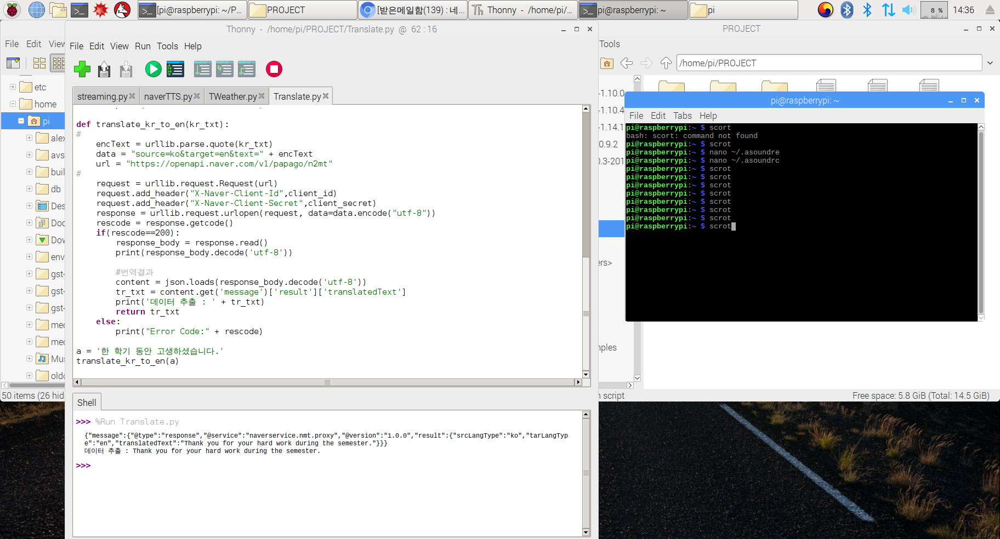 [pi@raspberrypi: ~/P...
PROJECT
[받은메일함(139) : 네...
Thonny - /home/pi/...
pi@raspberrypi: ~
pi
8 %
14:36
Thonny - /home/pi/PROJECT/Translate.py @ 62 : 16
File Edit View Run Tools Help
streaming.py
naverTTS.py
TWeather.py
Translate.py
def translate_kr_to_en(kr_txt):
#
encText = urllib.parse.quote(kr_txt)
data = "source=ko&target=en&text=" + encText
url = "https://openapi.naver.com/v1/papago/n2mt"
#
request = urllib.request.Request(url)
request.add_header("X-Naver-Client-Id",client_id)
request.add_header("X-Naver-Client-Secret",client_secret)
response = urllib.request.urlopen(request, data=data.encode("utf-8"))
rescode = response.getcode()
if(rescode==200):
response_body = response.read()
print(response_body.decode('utf-8'))
#번역결과
content = json.loads(response_body.decode('utf-8'))
tr_txt = content.get('message')['result']['translatedText']
print('데이터 추출 : ' + tr_txt)
return tr_txt
else:
print("Error Code:" + rescode)
a = '한 학기 동안 고생하셨습니다.'
translate_kr_to_en(a)
Shell
>>> %Run Translate.py
{"message":{"@type":"response","@service":"naverservice.nmt.proxy","@version":"1.0.0","result":{"srcLangType":"ko","tarLangTyp
e":"en","translatedText":"Thank you for your hard work during the semester."}}}
데이터 추출 : Thank you for your hard work during the semester.
>>>
File Edit View
etc
home
pi
alex
avs
buil
db
Des
Doc
Dow
env
gst-
gst-
gst-
med
med
Mus
oldc
50 items (26 hid
PROJECT
Tools
/home/pi/PROJECT
-1.10.0
-1.10.4
-1.14.1
0.9.2
0.3-201
ers>
nples
n script
Free space: 5.8 GiB (Total: 14.5 GiB)
pi@raspberrypi: ~
File Edit Tabs Help
pi@raspberrypi:~ $ scort
bash: scort: command not found
pi@raspberrypi:~ $ scrot
pi@raspberrypi:~ $ nano ~/.asoundre
pi@raspberrypi:~ $ nano ~/.asoundrc
pi@raspberrypi:~ $ scrot
pi@raspberrypi:~ $ scrot
pi@raspberrypi:~ $ scrot
pi@raspberrypi:~ $ scrot
pi@raspberrypi:~ $ scrot
pi@raspberrypi:~ $ scrot
pi@raspberrypi:~ $ scrot
pi@raspberrypi:~ $ scrot